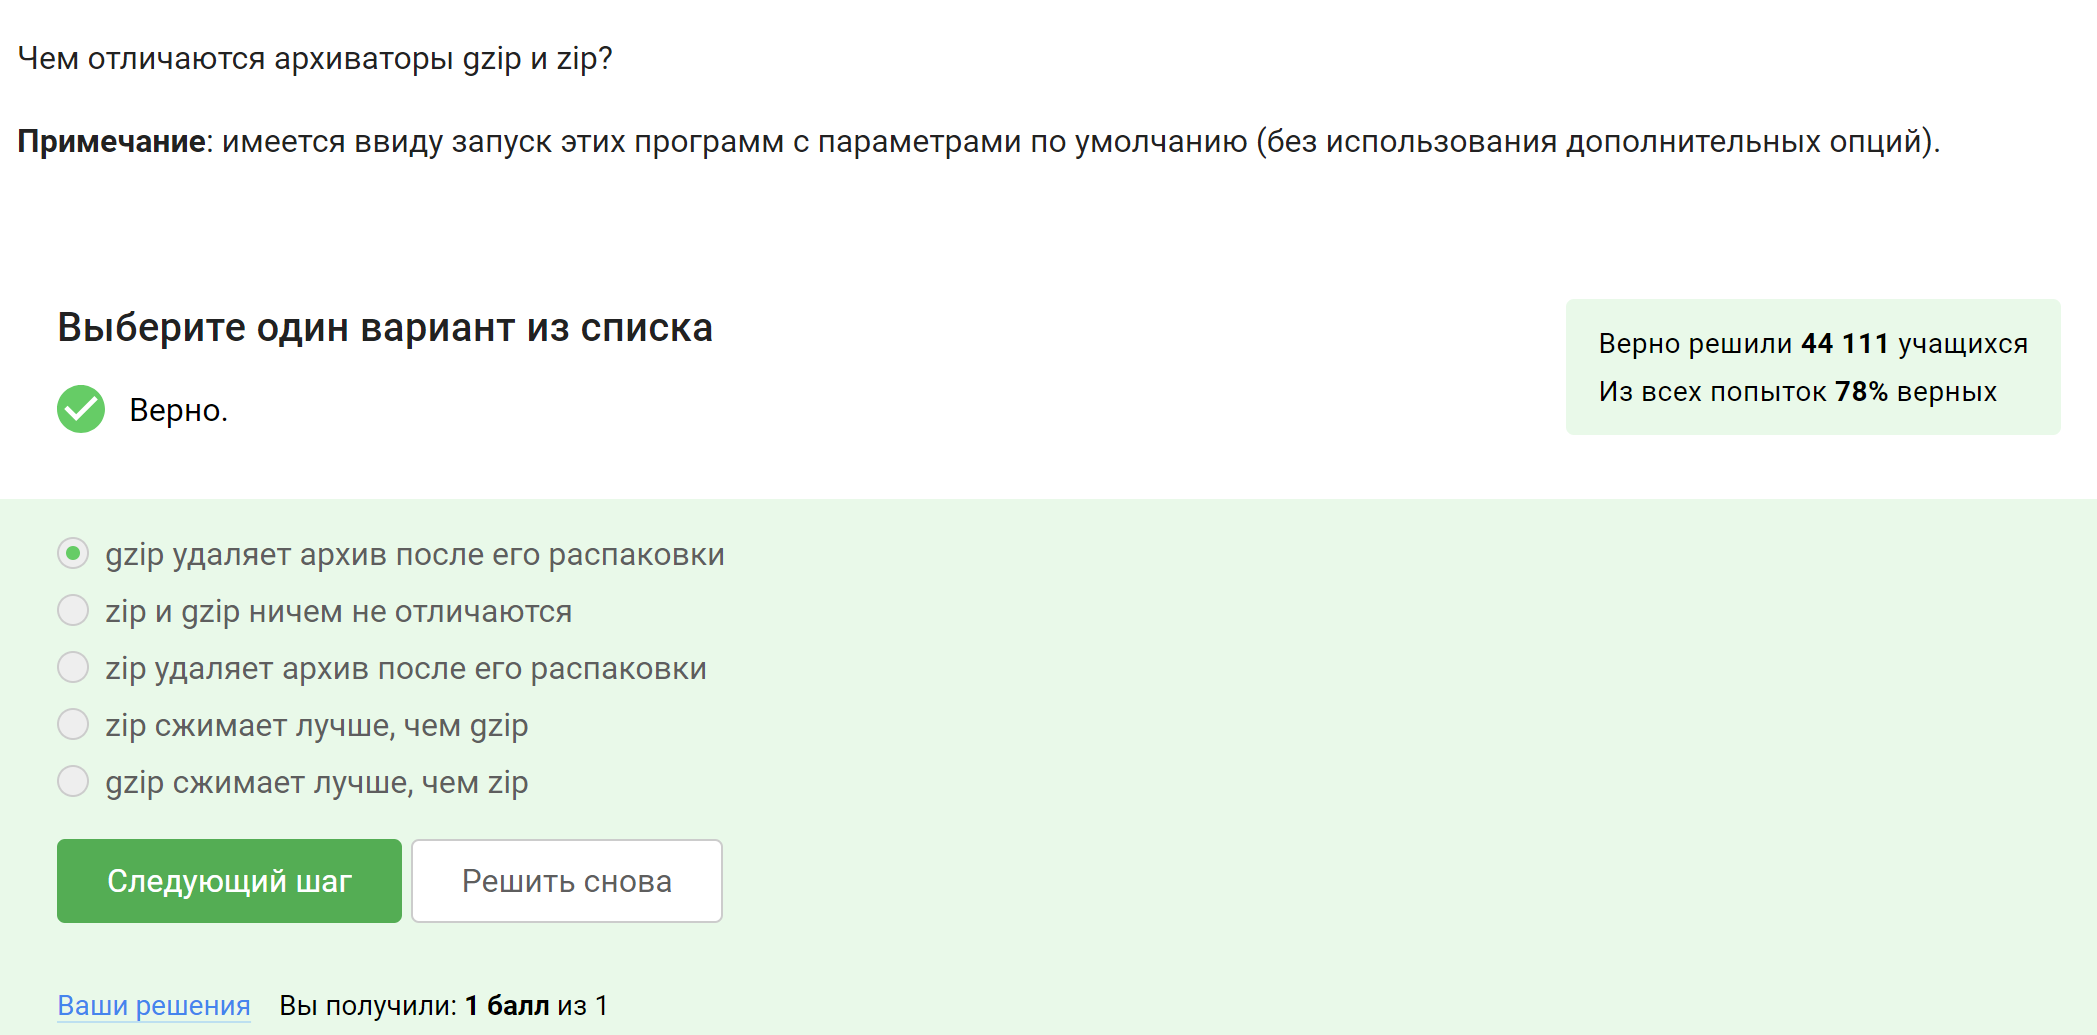 Чем отличаются архиваторы gzip и zip?
Примечание: имеется ввиду запуск этих программ с параметрами по умолчанию (без использования дополнительных опций).
Выберите один вариант из списка
Верно.
Верно решили 44 111 учащихся
Из всех попыток 78% верных
gzip удаляет архив после его распаковки
zip и gzip ничем не отличаются
zip удаляет архив после его распаковки
zip сжимает лучше, чем gzip
gzip сжимает лучше, чем zip
Следующий шаг
Решить снова
Ваши решения Вы получили: 1 балл из 1